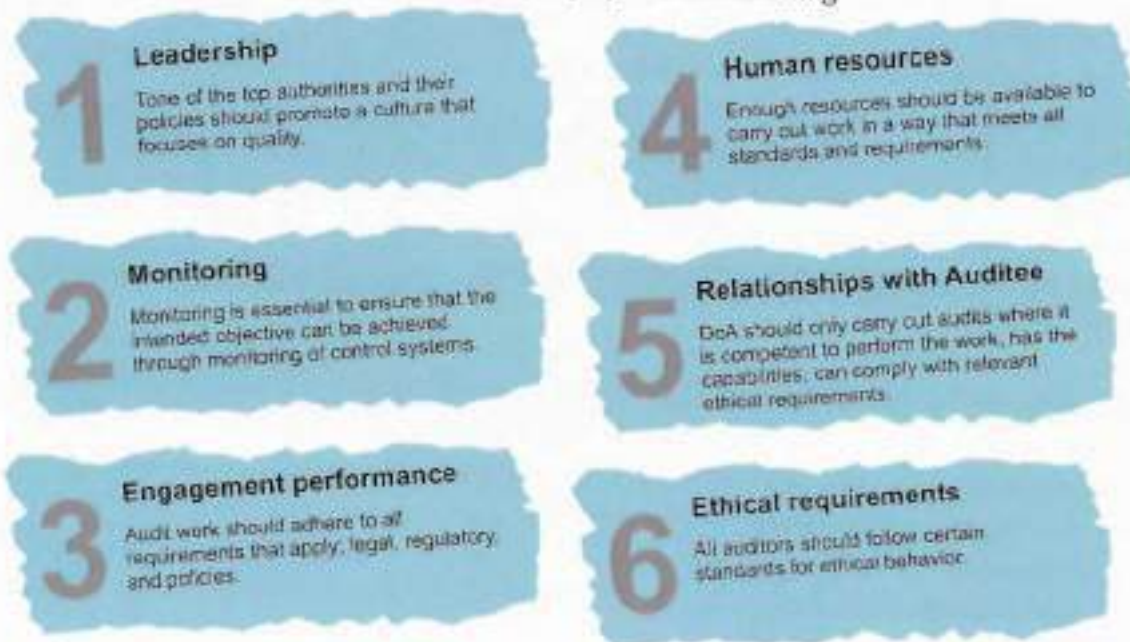 1
Leadership
Tone of the top authorities and their
policies should promote a culture that
focuses on quality.
2
Monitoring
Monitoring is essential to ensure that the
intended objective can be achieved
through monitoring of control systems.
3
Engagement performance
Audit work should adhere to all
requirements that apply; legal, regulatory
and policies.
4
Human resources
Enough resources should be available to
carry out work in a way that meets all
standards and requirements.
5
Relationships with Auditee
DoA should only carry out audits where it
is competent to perform the work, has the
capabilities, can comply with relevant
ethical requirements.
6
Ethical requirements
All auditors should follow certain
standards for ethical behavior.